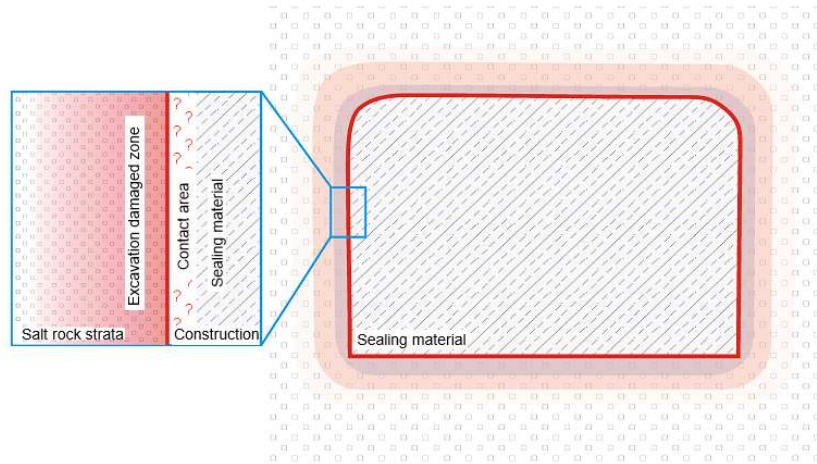 Excavation damaged zone
Contact area
Sealing material
? ?
? ?
? ?
? ?
Salt rock strata
Construction
Sealing material